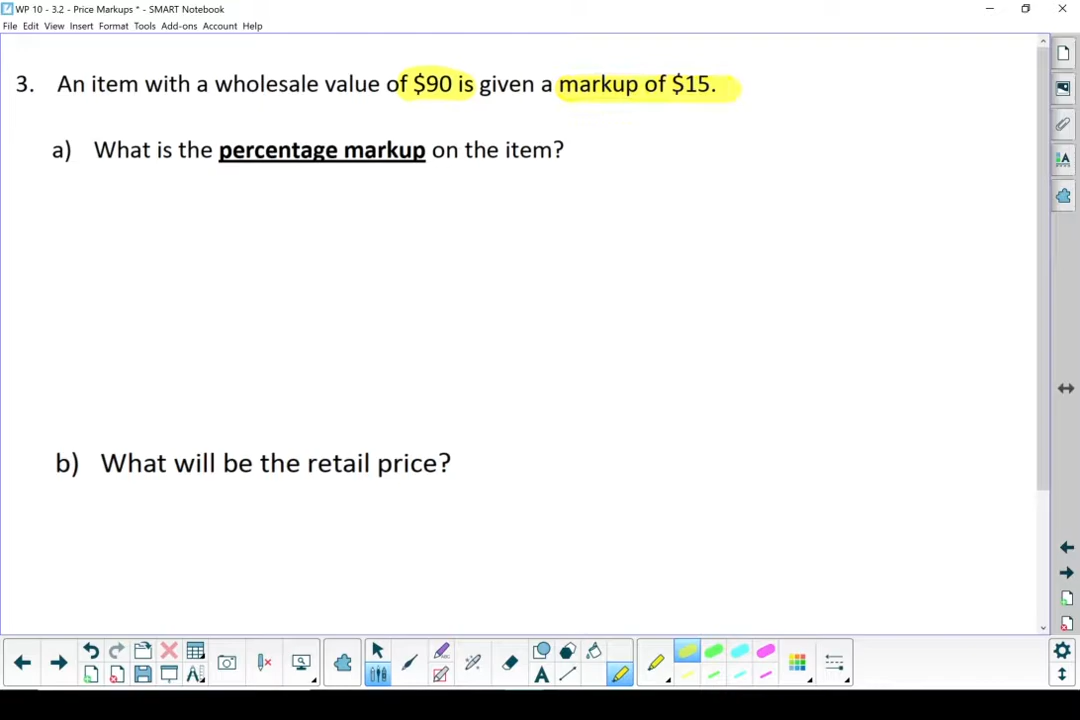 WP 10 - 3.2 - Price Markups * - SMART Notebook
File Edit View Insert Format Tools Add-ons Account Help
3. An item with a wholesale value of $90 is given a markup of $15.
a) What is the percentage markup on the item?
b) What will be the retail price?